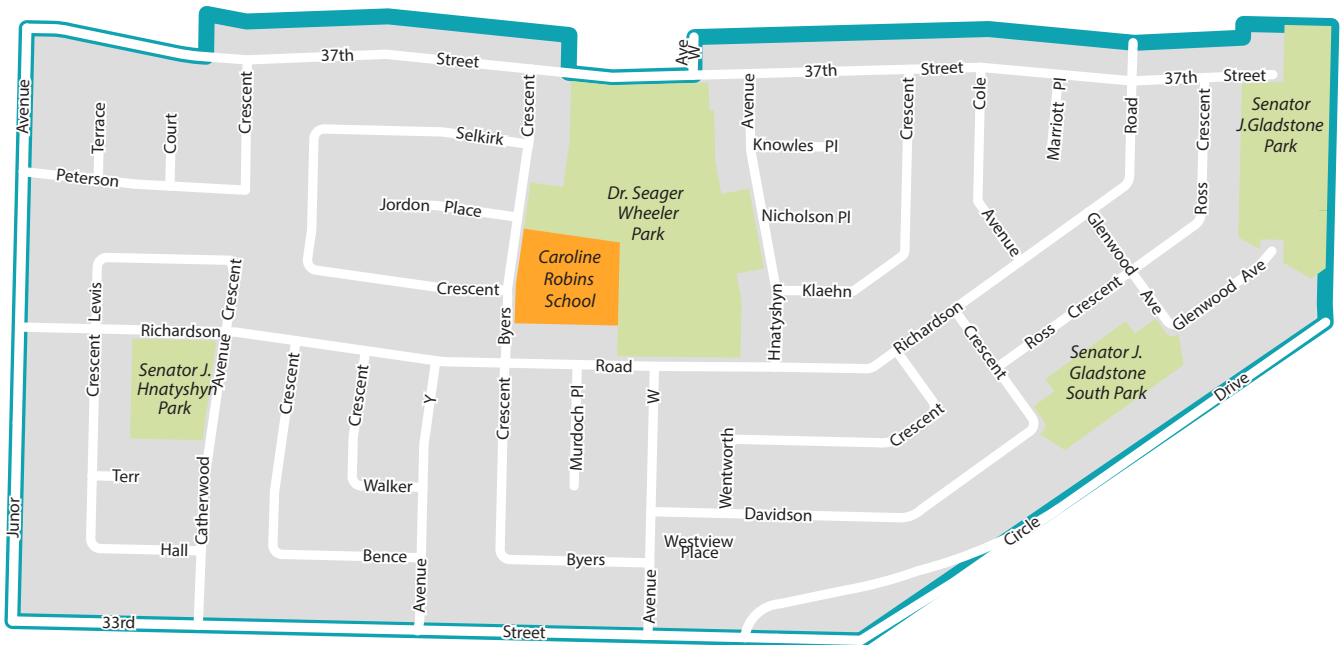 Ave
W
37th
Street
37th
Street
37th
Street
Avenue
Terrace
Court
Crescent
Peterson
Selkirk
Crescent
Jordon Place
Crescent
Dr. Seager
Wheeler
Park
Caroline
Robins
School
Avenue
Knowles Pl
Nicholson Pl
Klaehn
Crescent
Cole
Avenue
Marriott Pl
Road
Crescent
Ross
Senator
J.Gladstone
Park
Glenwood
Ave
Glenwood Ave
Ross Crescent
Lewis
Crescent
Crescent
Richardson
Avenue
Senator J.
Hnatyshyn
Park
Crescent
Crescent
Y
Byers
Crescent
Road
Murdoch Pl
W
Hnatyshyn
Richardson
Crescent
Crescent
Wentworth
Senator J.
Gladstone
South Park
Drive
Circle
Terr
Catherwood
Hall
Walker
Bence
Avenue
Byers
Avenue
Davidson
Westview
Place
Junor
33rd
Street